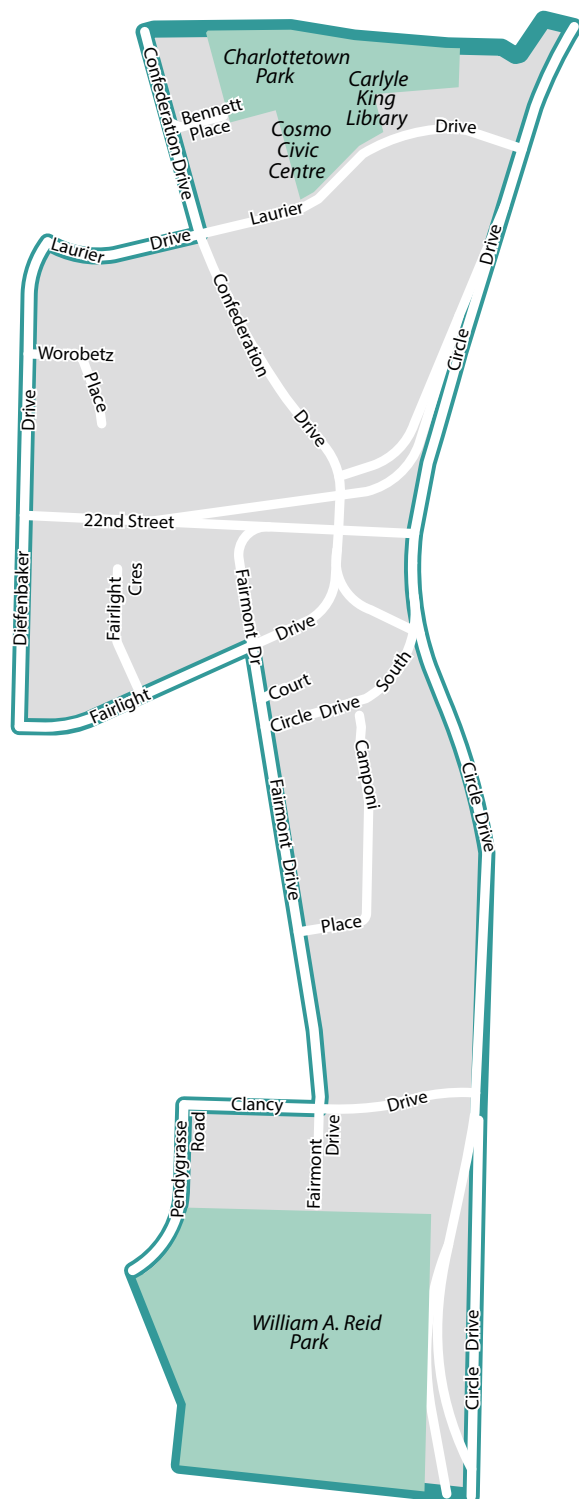 Charlottetown
Park
Carlyle
King
Library
Confederation Drive
Bennett
Place
Cosmo
Civic
Centre
Drive
Laurier
Laurier
Drive
Drive
Confederation
Circle
Worobetz
Place
Drive
Drive
22nd Street
Diefenbaker
Fairlight
Cres
Fairmont Dr
Drive
Fairlight
Court
South
Circle Drive
Camponi
Circle Drive
Fairmont Drive
Place
Clancy
Drive
Pendygrasse
Road
Fairmont
Drive
William A. Reid
Park
Circle Drive